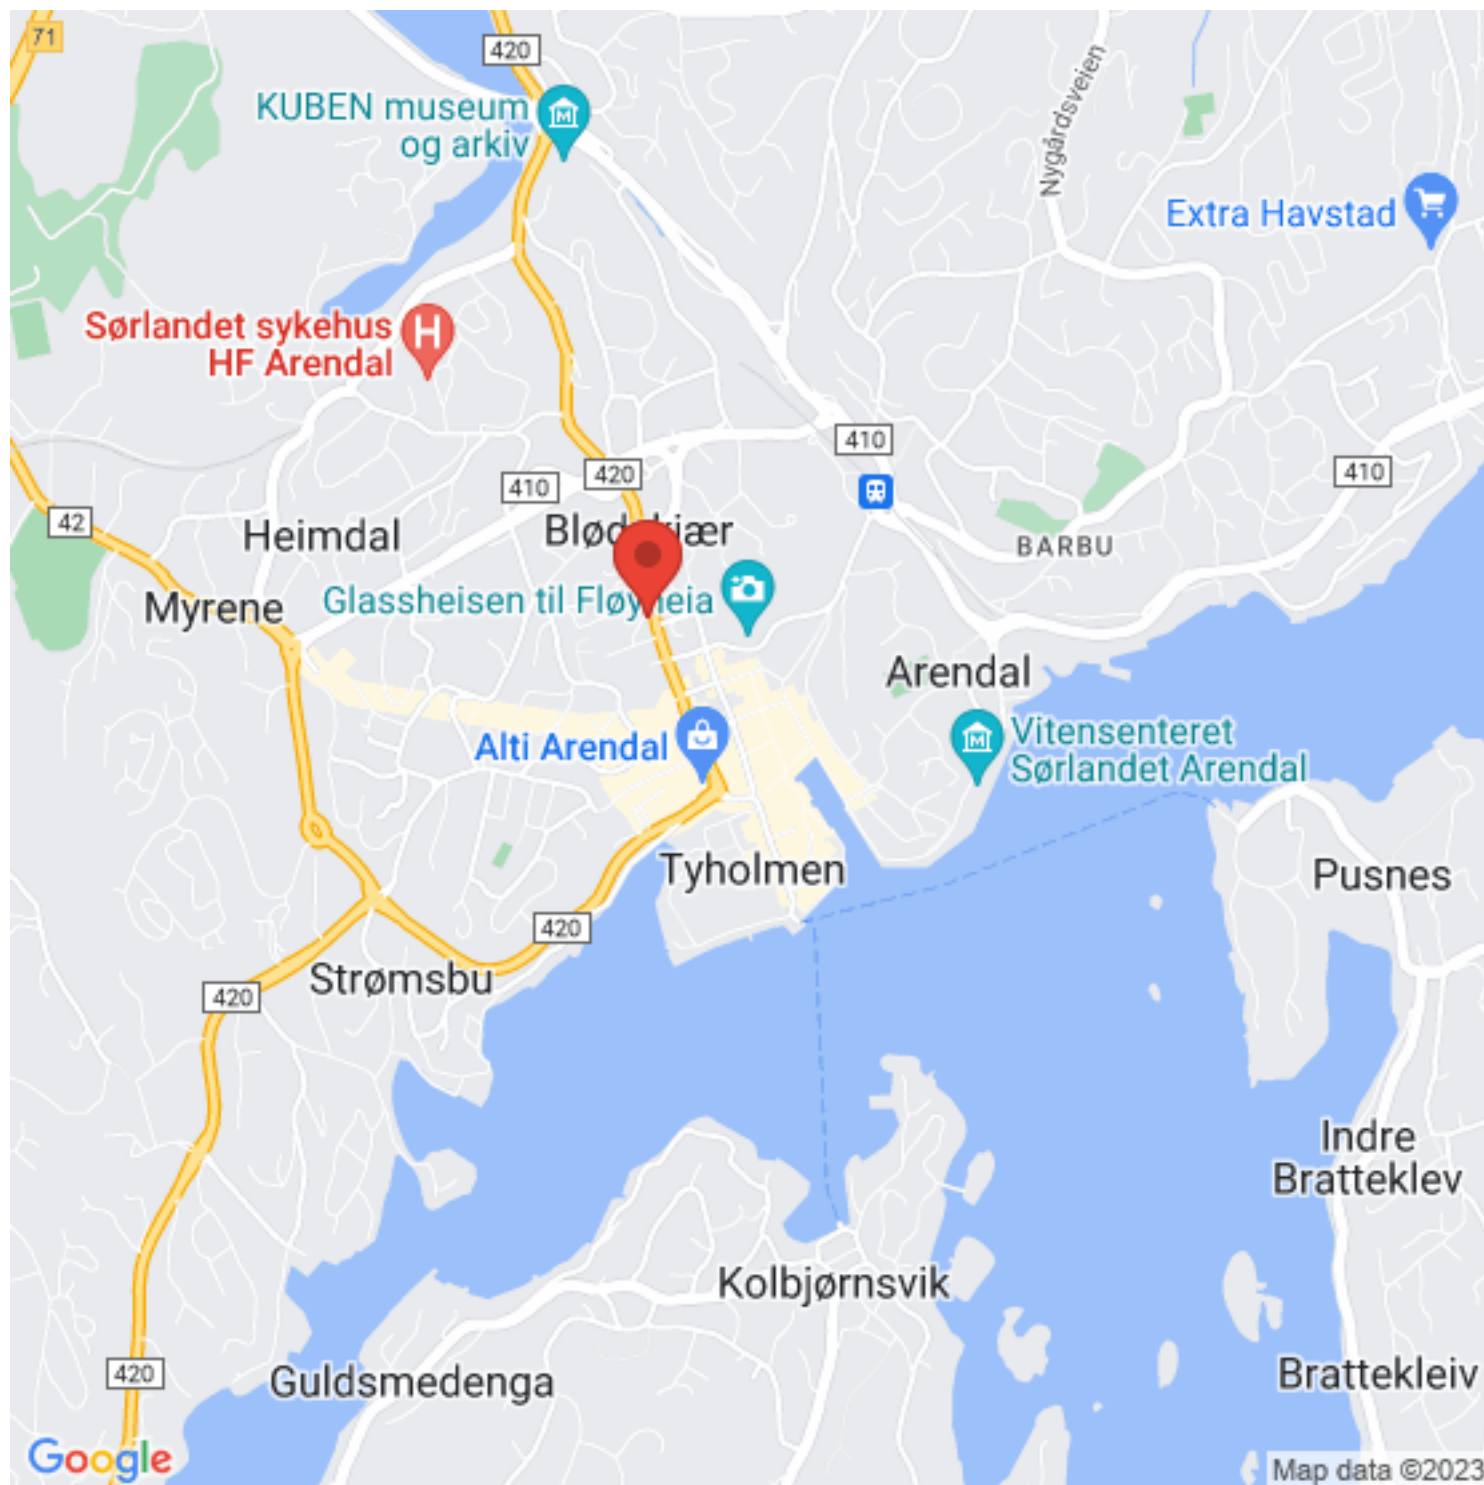 71
420
KUBEN museum
og arkiv
Nygårdsveien
Extra Havstad
Sørlandet sykehus
HF Arendal
410
410
420
410
42
Heimdal
BARBU
Myrene
Glassheisen til
Arendal
Alti Arendal
Vitensenteret
Sørlandet Arendal
Tyholmen
Pusnes
420
Strømsbu
420
Indre
Bratteklev
Kolbjørnsvik
420
Guldsmedenga
Brattekleiv
Google
Map data ©2023